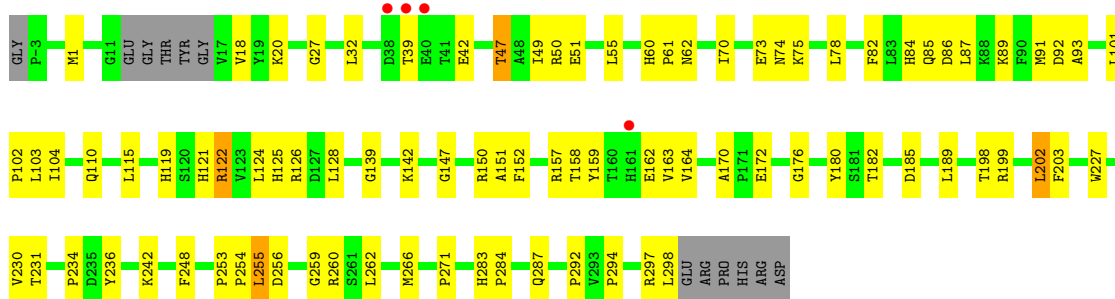 GLY P-3 M1 G11 GLU GLY THR TYR GLY V17 V18 Y19 K20 G27 L32 D38 T39 E40 T41 E42 T47 A48 I49 R50 E51 L55 H60 P61 N62 I70 E73 N74 K75 L78 F82 L83 H84 Q85 D86 L87 K88 K89 F90 M91 D92 A93 L101
P102 L103 I104 Q110 L115 H119 S120 H121 R122 V123 L124 H125 R126 D127 L128 G139 K142 G147 R150 A151 F152 R157 T158 Y159 T160 H161 E162 V163 V164 A170 P171 E172 G176 Y180 S181 T182 D185 L189 T198 R199 L202 F203 W227
V230 T231 P234 D235 Y236 K242 F248 P253 P254 L255 D256 G259 R260 S261 L262 M266 P271 H283 P284 Q287 P292 V293 P294 R297 L298 GLU ARG PRO HIS ARG ASP